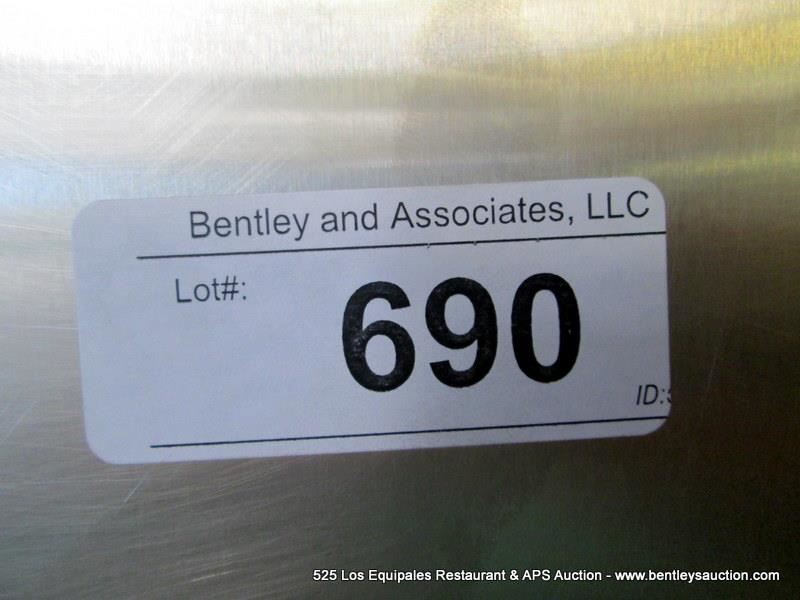 Bentley and Associates, LLC
Lot#:
690
ID:
525 Los Equipales Restaurant & APS Auction - www.bentleysauction.com